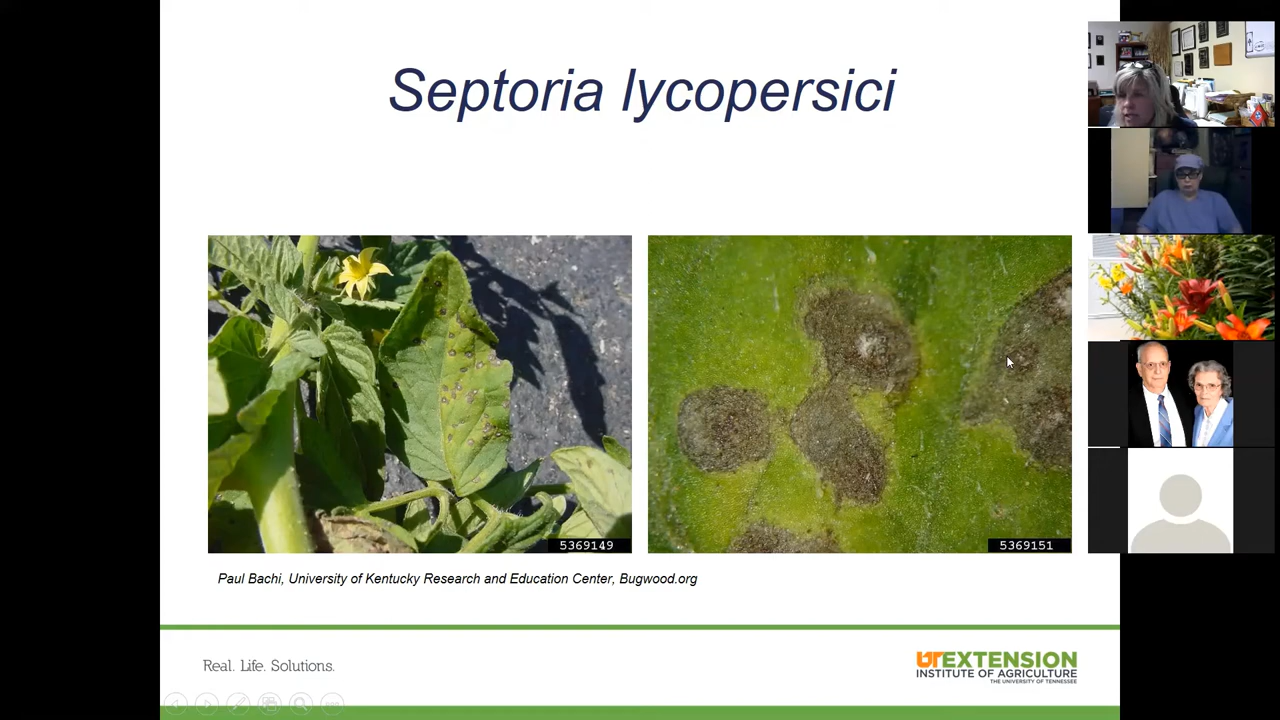 Septoria lycopersici
5369149
5369151
Paul Bachi, University of Kentucky Research and Education Center, Bugwood.org
Real. Life. Solutions.
UTEXTENSION
INSTITUTE OF AGRICULTURE
THE UNIVERSITY OF TENNESSEE